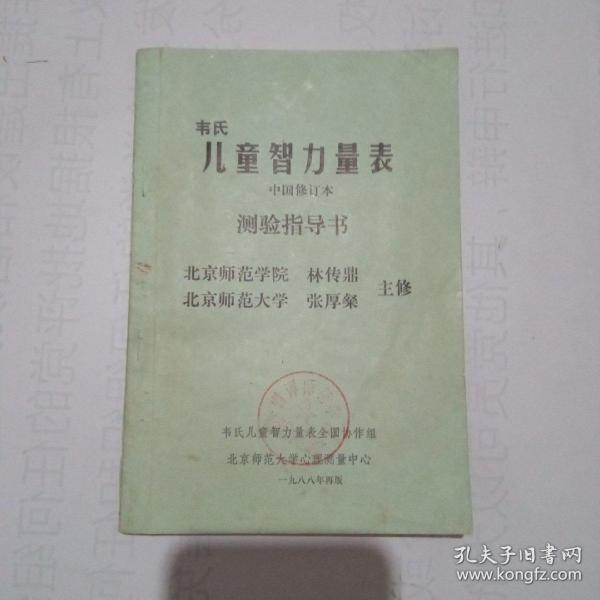 韦氏
儿童智力量表
中国修订本
测验指导书
北京师范学院 林传鼎
北京师范大学 张厚粲 主修
韦氏儿童智力量表全国协作组
北京师范大学心理测量中心
一九八八年再版
孔夫子旧书网
www.kongfz.com